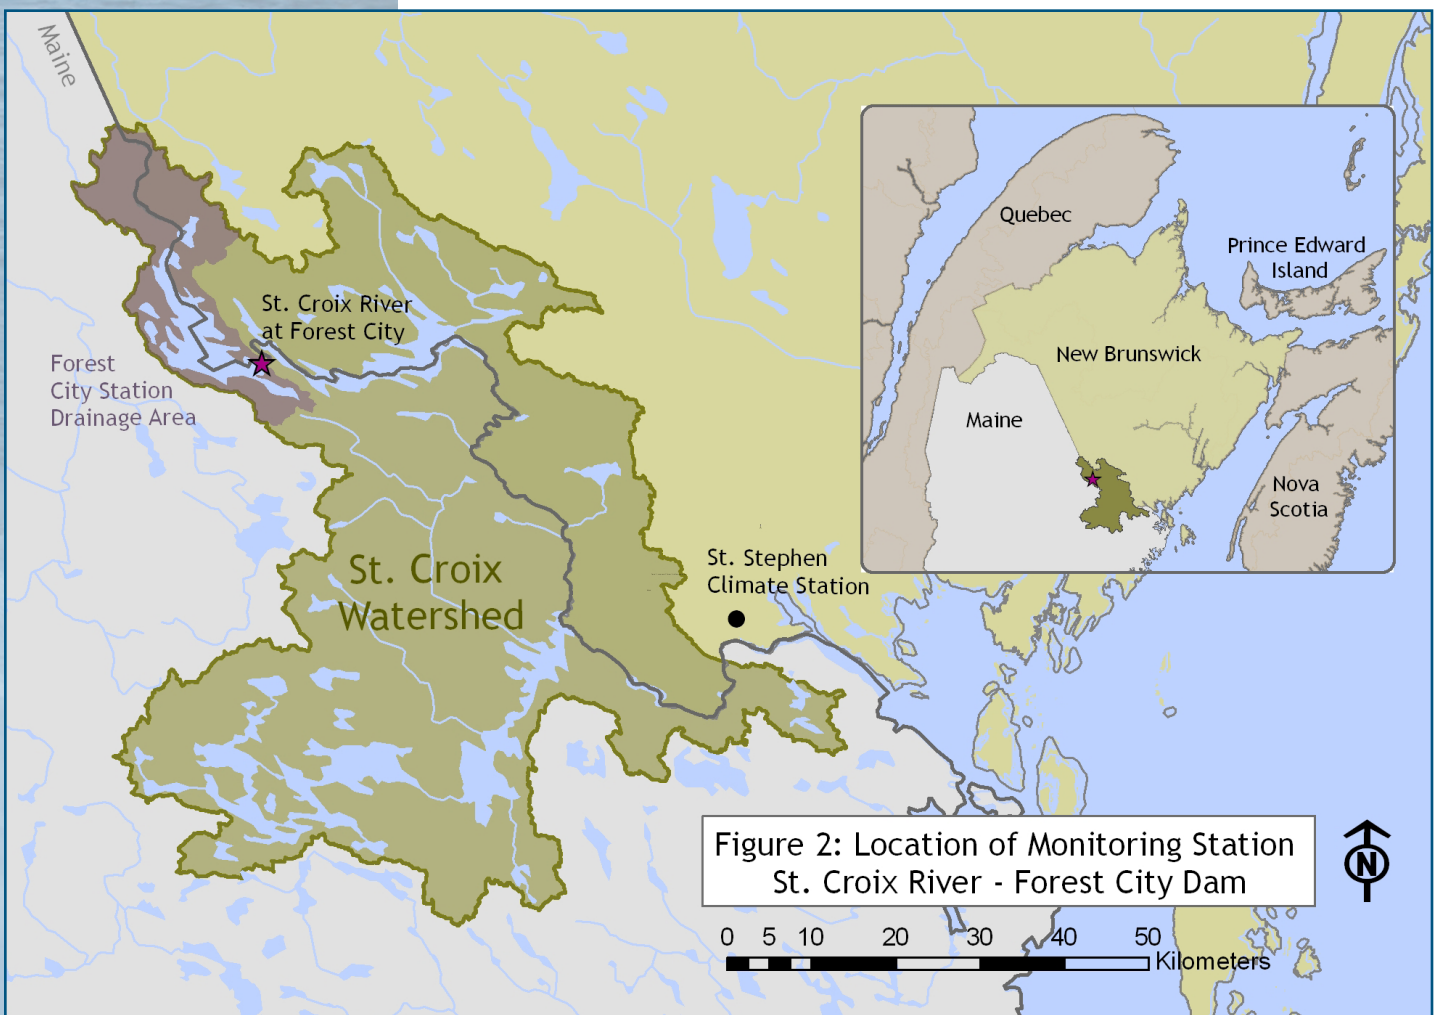 Maine
St. Croix River
at Forest City
Forest
City Station
Drainage Area
St. Croix
Watershed
St. Stephen
Climate Station
Quebec
Prince Edward
Island
New Brunswick
Maine
Nova
Scotia
Figure 2: Location of Monitoring Station
St. Croix River - Forest City Dam
N
0 5 10 20 30 40 50
Kilometers